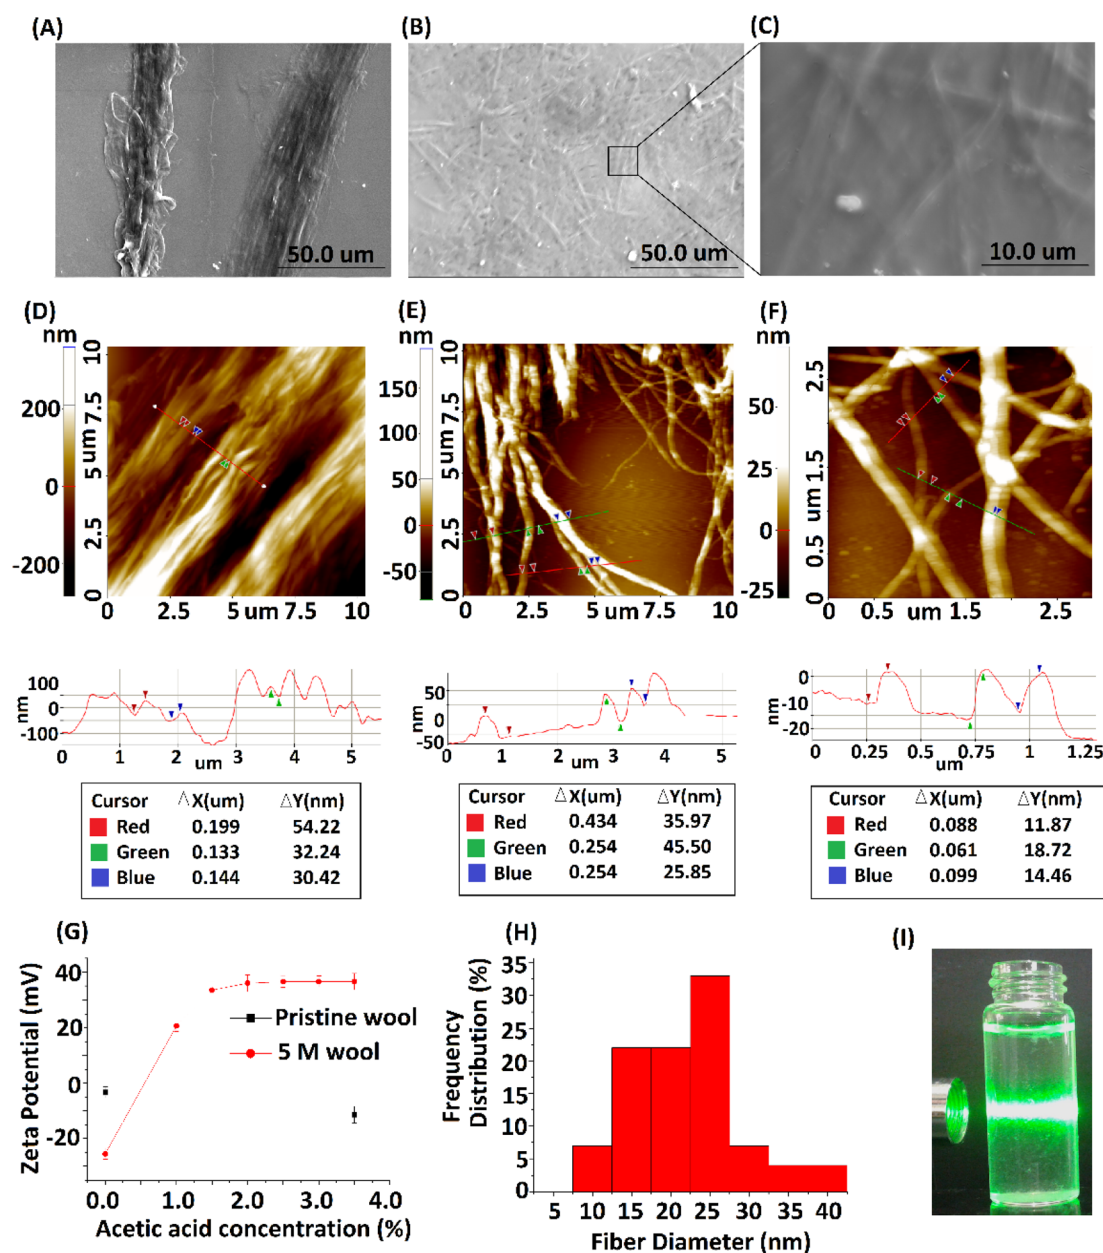 (A)
(B)
(C)
50.0 um
50.0 um
10.0 um
(D)
(E)
(F)
nm
200
0
-200
um
10
7.5
5
2.5
0
0
2.5
5
um
7.5
10
nm
150
100
50
0
-50
um
10
7.5
5
2.5
0
0
2.5
5
um
7.5
10
nm
50
25
0
-25
um
2.5
1.5
0.5
0
0
0.5
um
1.5
2.5
nm
100
0
-100
0
1
2
um
3
4
5
nm
50
0
-50
0
1
2
um
3
4
5
nm
0
-10
-20
0
0.25
0.5
um
0.75
1
1.25
Cursor △X(um) △Y(nm)
Red 0.199 54.22
Green 0.133 32.24
Blue 0.144 30.42
Cursor △X(um) △Y(nm)
Red 0.434 35.97
Green 0.254 45.50
Blue 0.254 25.85
Cursor △X(um) △Y(nm)
Red 0.088 11.87
Green 0.061 18.72
Blue 0.099 14.46
(G)
Zeta Potential (mV)
40
20
0
-20
Pristine wool
5 M wool
0.0 1.0 2.0 3.0 4.0
Acetic acid concentration (%)
(H)
Frequency
Distribution (%)
35
30
25
20
15
10
5
0
5 10 15 20 25 30 35 40
Fiber Diameter (nm)
(I)